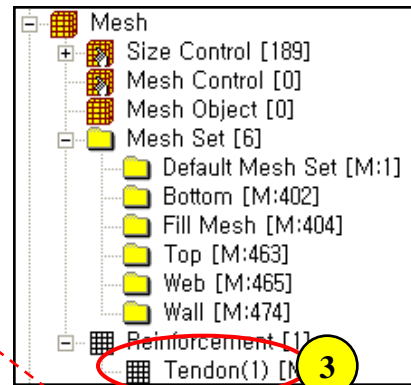 Mesh
Size Control [189]
Mesh Control [0]
Mesh Object [0]
Mesh Set [6]
Default Mesh Set [M:1]
Bottom [M:402]
Fill Mesh [M:404]
Top [M:463]
Web [M:465]
Wall [M:474]
Reinforcement [1]
Tendon(1)
3